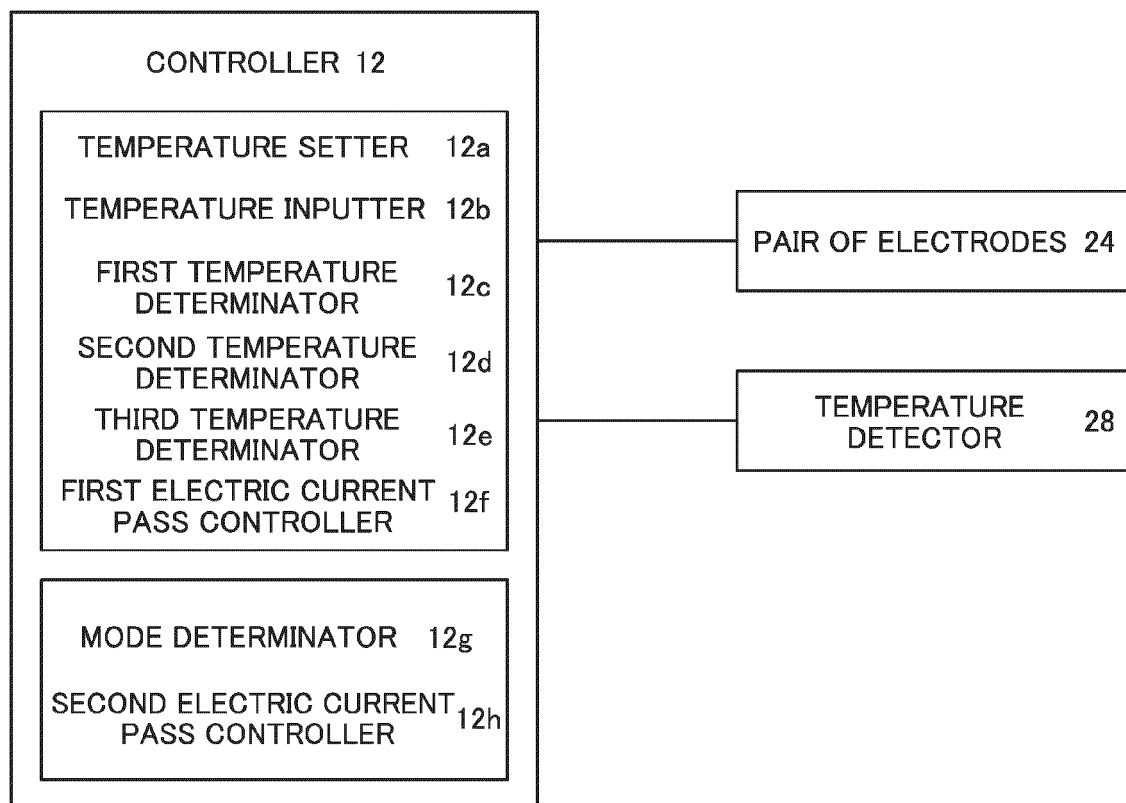 CONTROLLER 12
TEMPERATURE SETTER 12a
TEMPERATURE INPUTTER 12b
FIRST TEMPERATURE
DETERMINATOR 12c
SECOND TEMPERATURE
DETERMINATOR 12d
THIRD TEMPERATURE
DETERMINATOR 12e
FIRST ELECTRIC CURRENT
PASS CONTROLLER 12f
MODE DETERMINATOR 12g
SECOND ELECTRIC CURRENT
PASS CONTROLLER 12h
PAIR OF ELECTRODES 24
TEMPERATURE
DETECTOR 28